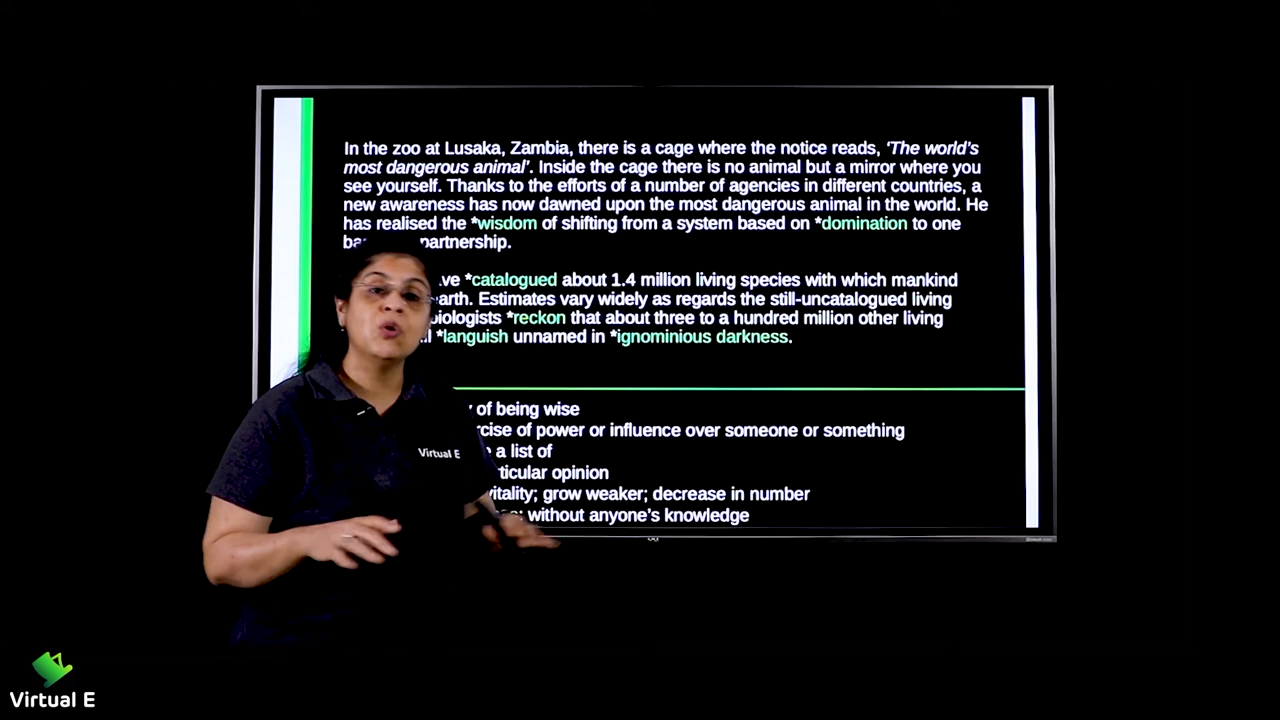 In the zoo at Lusaka, Zambia, there is a cage where the notice reads, ‘The world’s
most dangerous animal’. Inside the cage there is no animal but a mirror where you
see yourself. Thanks to the efforts of a number of agencies in different countries, a
new awareness has now dawned upon the most dangerous animal in the world. He
has realised the *wisdom of shifting from a system based on *domination to one
partnership.
*catalogued about 1.4 million living species with which mankind
earth. Estimates vary widely as regards the still-uncatalogued living
biologists *reckon that about three to a hundred million other living
*languish unnamed in *ignominious darkness.
of being wise
of power or influence over someone or something
a list of
opinion
vitality; grow weaker; decrease in number
without anyone’s knowledge
Virtual E
Virtual E